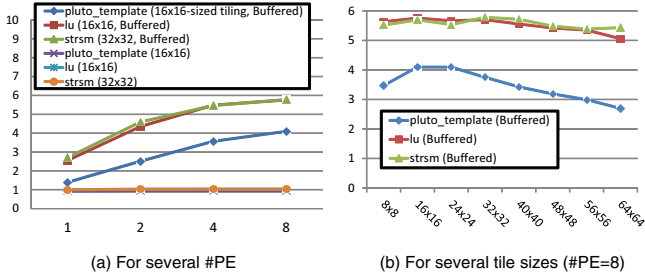 10
9
8
7
6
5
4
3
2
1
0
pluto_template (16x16-sized tiling, Buffered)
lu (16x16, Buffered)
strsm (32x32, Buffered)
pluto_template (16x16)
lu (16x16)
strsm (32x32)
1 2 4 8
(a) For several #PE
6
5
4
3
2
1
0
pluto_template (Buffered)
lu (Buffered)
strsm (Buffered)
8x8 16x16 24x24 32x32 40x40 48x48 56x56 64x64
(b) For several tile sizes (#PE=8)